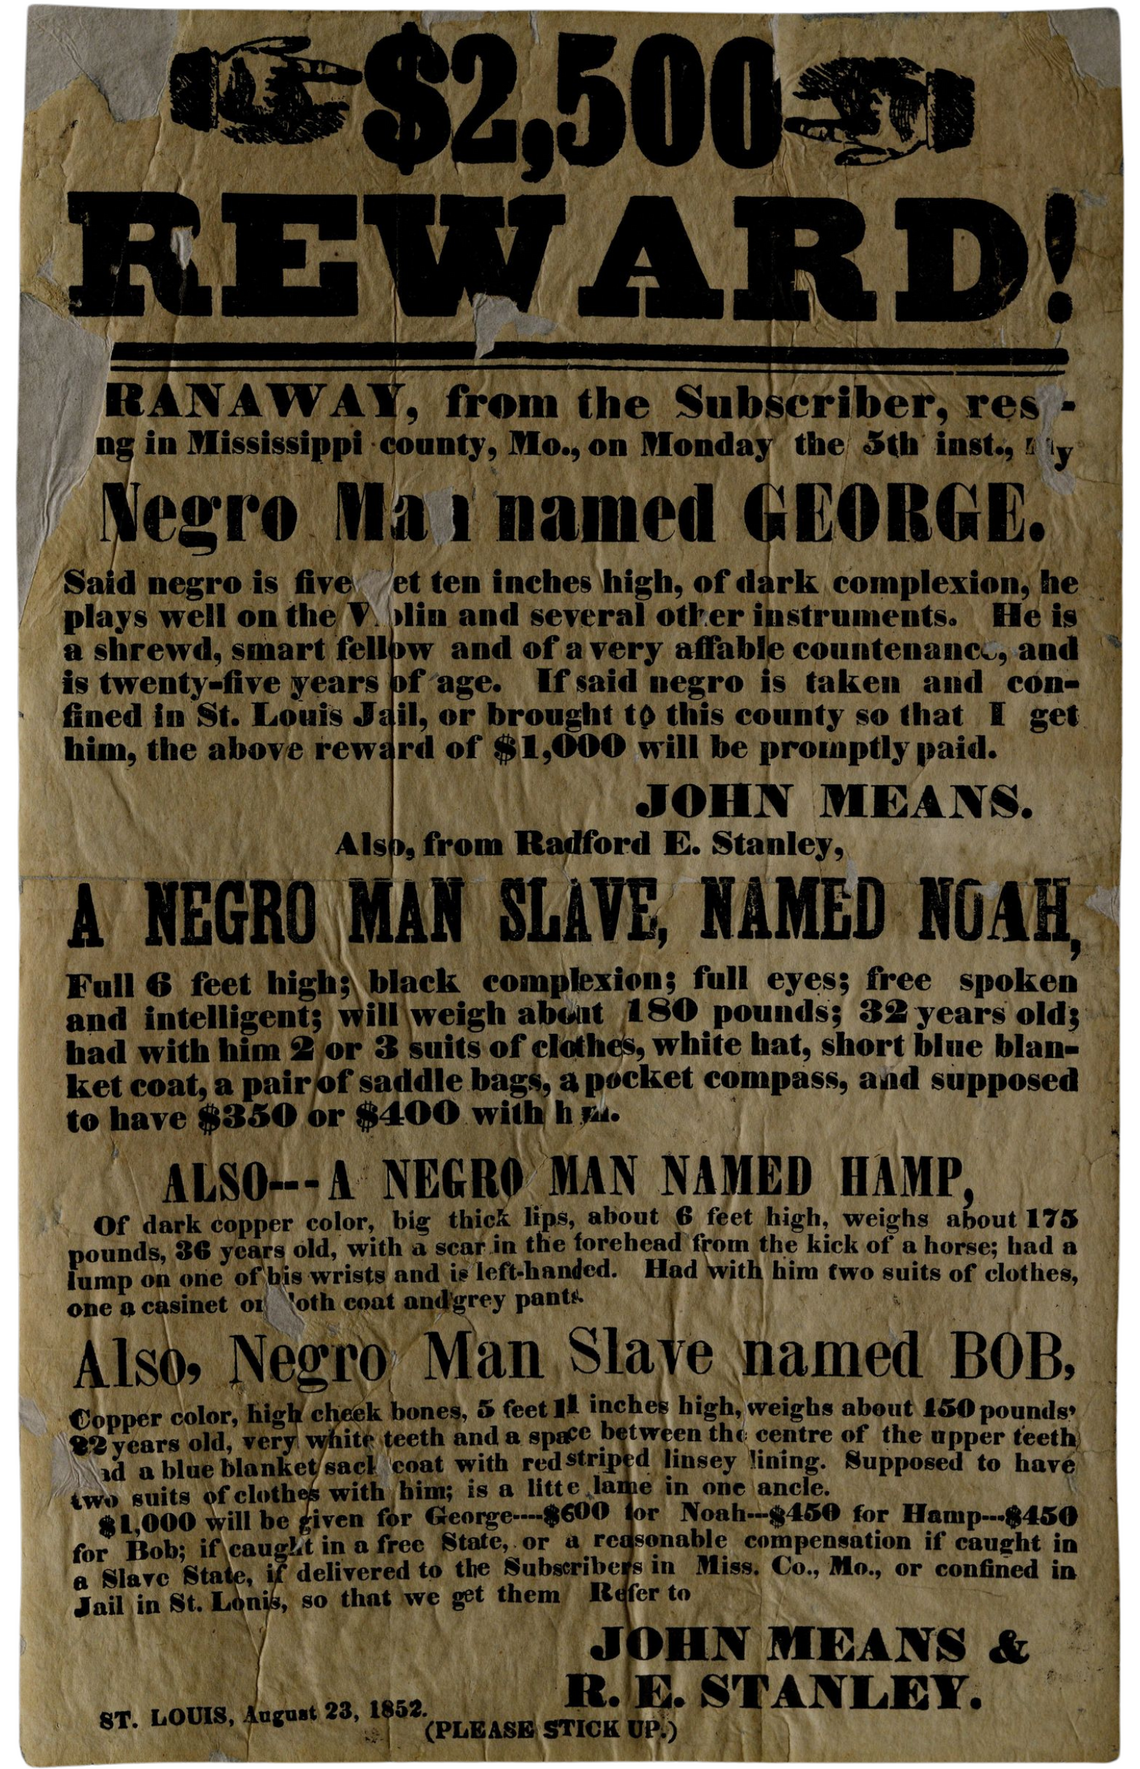 $2,500
REWARD!
RANAWAY, from the Subscriber, res -
ng in Mississippi county, Mo., on Monday the 5th inst., y
Negro Ma named GEORGE.
Said negro is five et ten inches high, of dark complexion, he
plays well on the V olin and several other instruments. He is
a shrewd, smart fellow and of a very affable countenance, and
is twenty-five years of age. If said negro is taken and con-
fined in St. Louis Jail, or brought to this county so that I get
him, the above reward of $1,000 will be promptly paid.
JOHN MEANS.
Also, from Radford E. Stanley,
A NEGRO MAN SLAVE, NAMED NOAH,
Full 6 feet high; black complexion; full eyes; free spoken
and intelligent; will weigh about 180 pounds; 32 years old;
had with him 2 or 3 suits of clothes, white hat, short blue blan-
ket coat, a pair of saddle bags, a pocket compass, and supposed
to have $350 or $400 with him.
ALSO---A NEGRO MAN NAMED HAMP,
Of dark copper color, big thick lips, about 6 feet high, weighs about 175
pounds, 36 years old, with a scar in the forehead from the kick of a horse; had a
lump on one of his wrists and is left-handed. Had with him two suits of clothes,
one a casinet or loth coat and grey pants.
Also, Negro Man Slave named BOB,
Copper color, high cheek bones, 5 feet 11 inches high, weighs about 150 pounds,
22 years old, very white teeth and a space between the centre of the upper teeth
ad a blue blanket sack coat with red striped linsey lining. Supposed to have
two suits of clothes with him; is a litte lame in one ancle.
$1,000 will be given for George----$600 for Noah---$450 for Hamp---$450
for Bob; if caught in a free State, or a reasonable compensation if caught in
a Slave State, if delivered to the Subscribers in Miss. Co., Mo., or confined in
Jail in St. Louis, so that we get them Refer to
JOHN MEANS &
R. E. STANLEY.
ST. LOUIS, August 23, 1852.
(PLEASE STICK UP.)